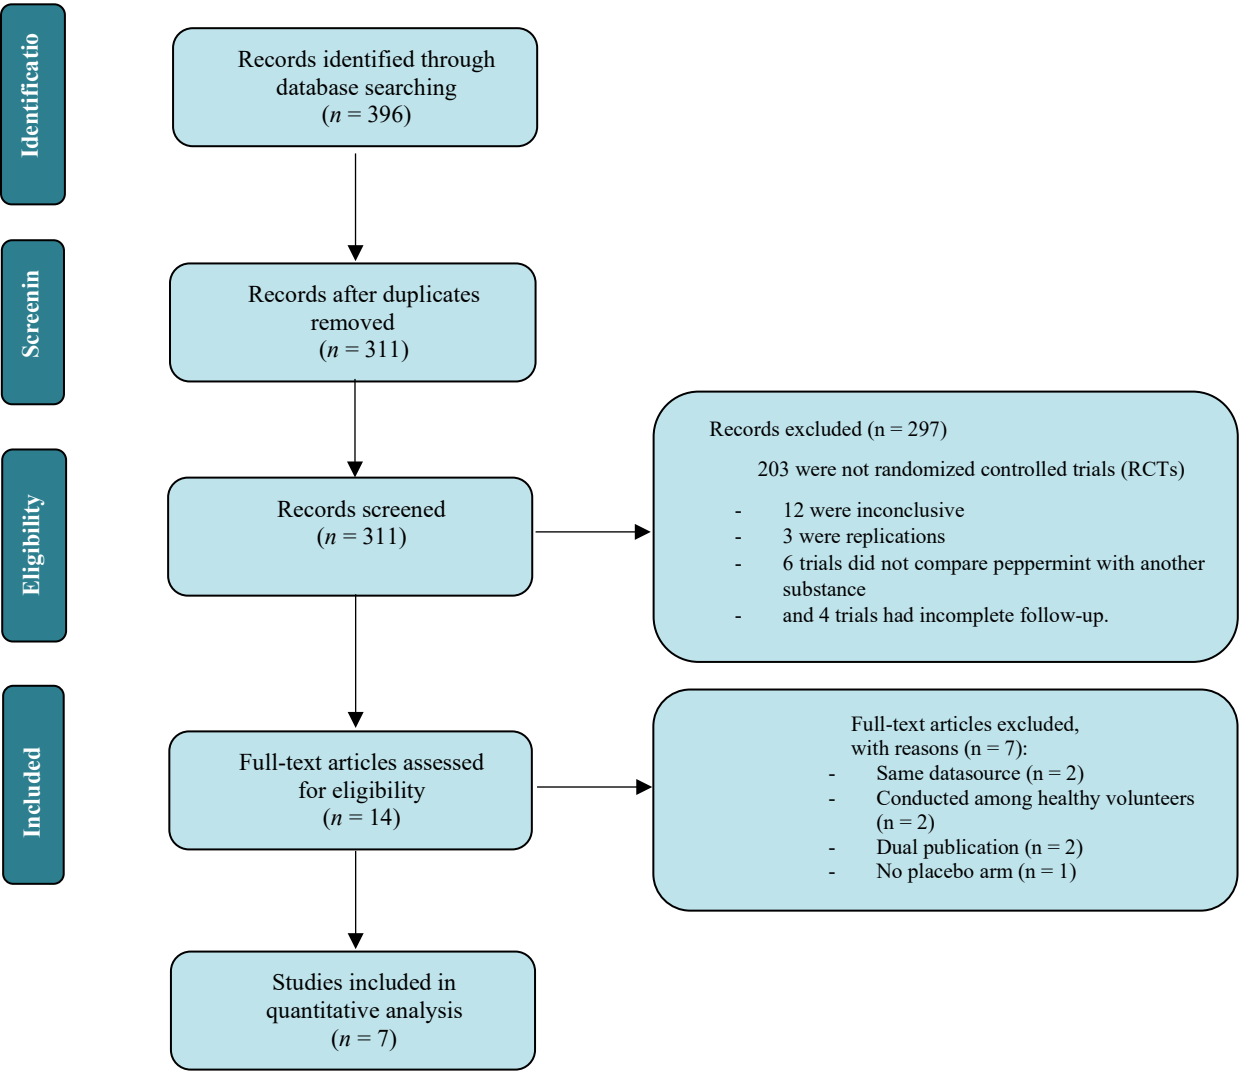 Identificatio
Records identified through
database searching
(n = 396)
Screenin
Records after duplicates
removed
(n = 311)
Eligibility
Records screened
(n = 311)
Records excluded (n = 297)
203 were not randomized controlled trials (RCTs)
- 12 were inconclusive
- 3 were replications
- 6 trials did not compare peppermint with another
substance
- and 4 trials had incomplete follow-up.
Included
Full-text articles assessed
for eligibility
(n = 14)
Full-text articles excluded,
with reasons (n = 7):
- Same datasource (n = 2)
- Conducted among healthy volunteers
(n = 2)
- Dual publication (n = 2)
- No placebo arm (n = 1)
Studies included in
quantitative analysis
(n = 7)